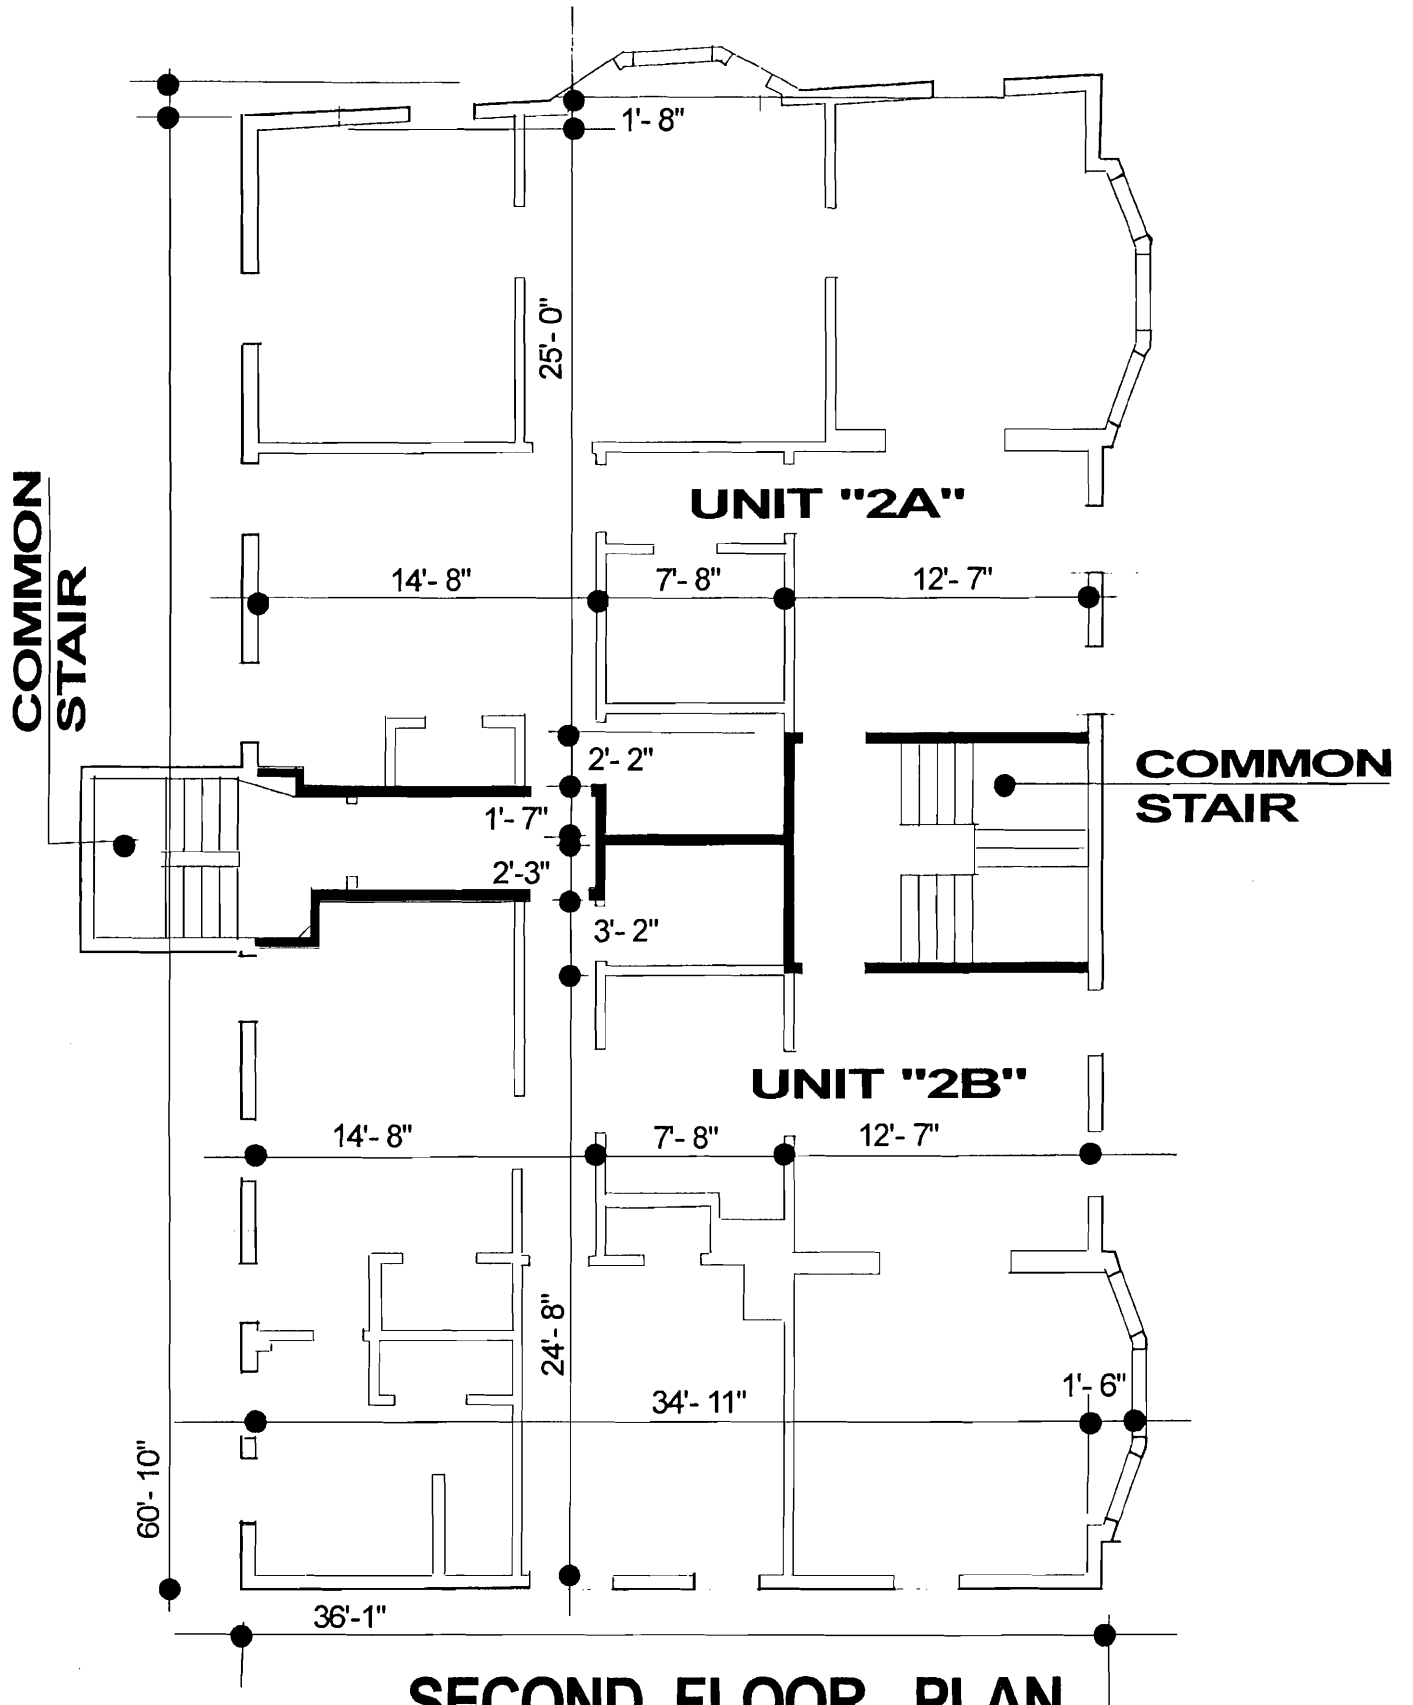 1'- 8"
25'- 0"
COMMON
STAIR
UNIT "2A"
14'- 8"
7'- 8"
12'- 7"
2'- 2"
COMMON
STAIR
1'- 7"
2'-3"
3'- 2"
UNIT "2B"
14'- 8"
7'- 8"
12'- 7"
24'- 8"
34'- 11"
1'- 6"
60'- 10"
36'-1"
SECOND FLOOR PLAN